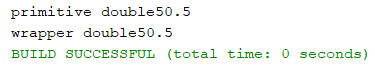 primitive double50.5
wrapper double50.5
BUILD SUCCESSFUL (total time: 0 seconds)